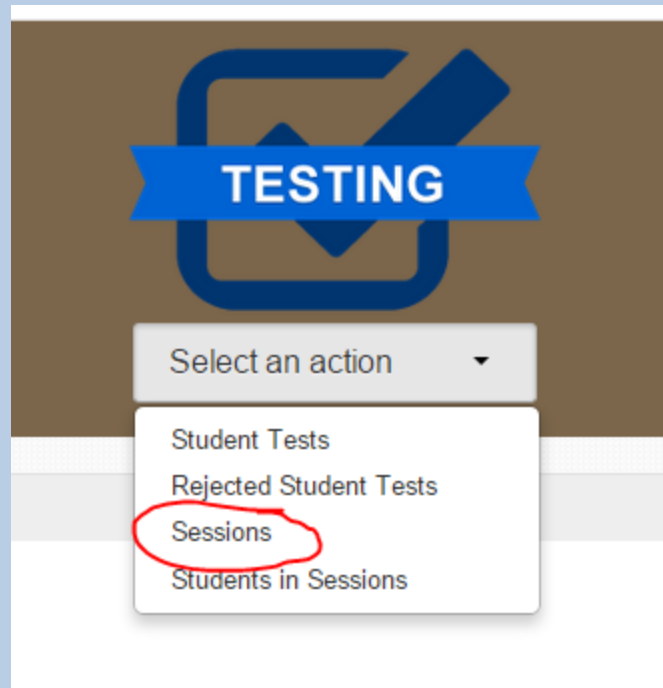 TESTING
Select an action
Student Tests
Rejected Student Tests
Sessions
Students in Sessions